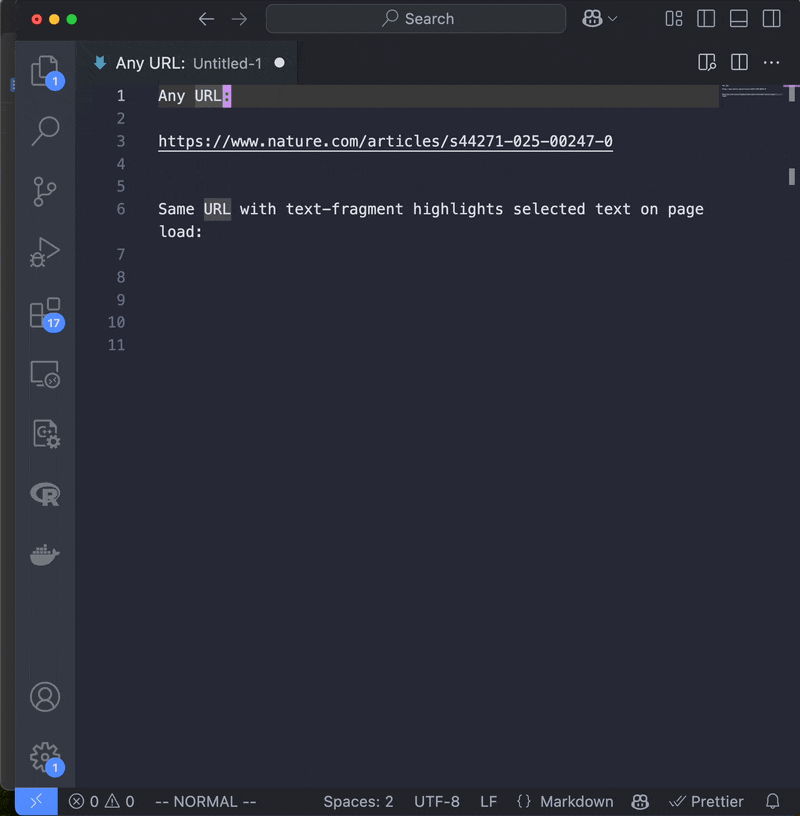 Search
Any URL: Untitled-1
1
1 Any URL:
2
3 https://www.nature.com/articles/s44271-025-00247-0
4
5
6 Same URL with text-fragment highlights selected text on page
load:
7
8
9
10
11
17
1
0 0 -- NORMAL -- Spaces: 2 UTF-8 LF {} Markdown Prettier